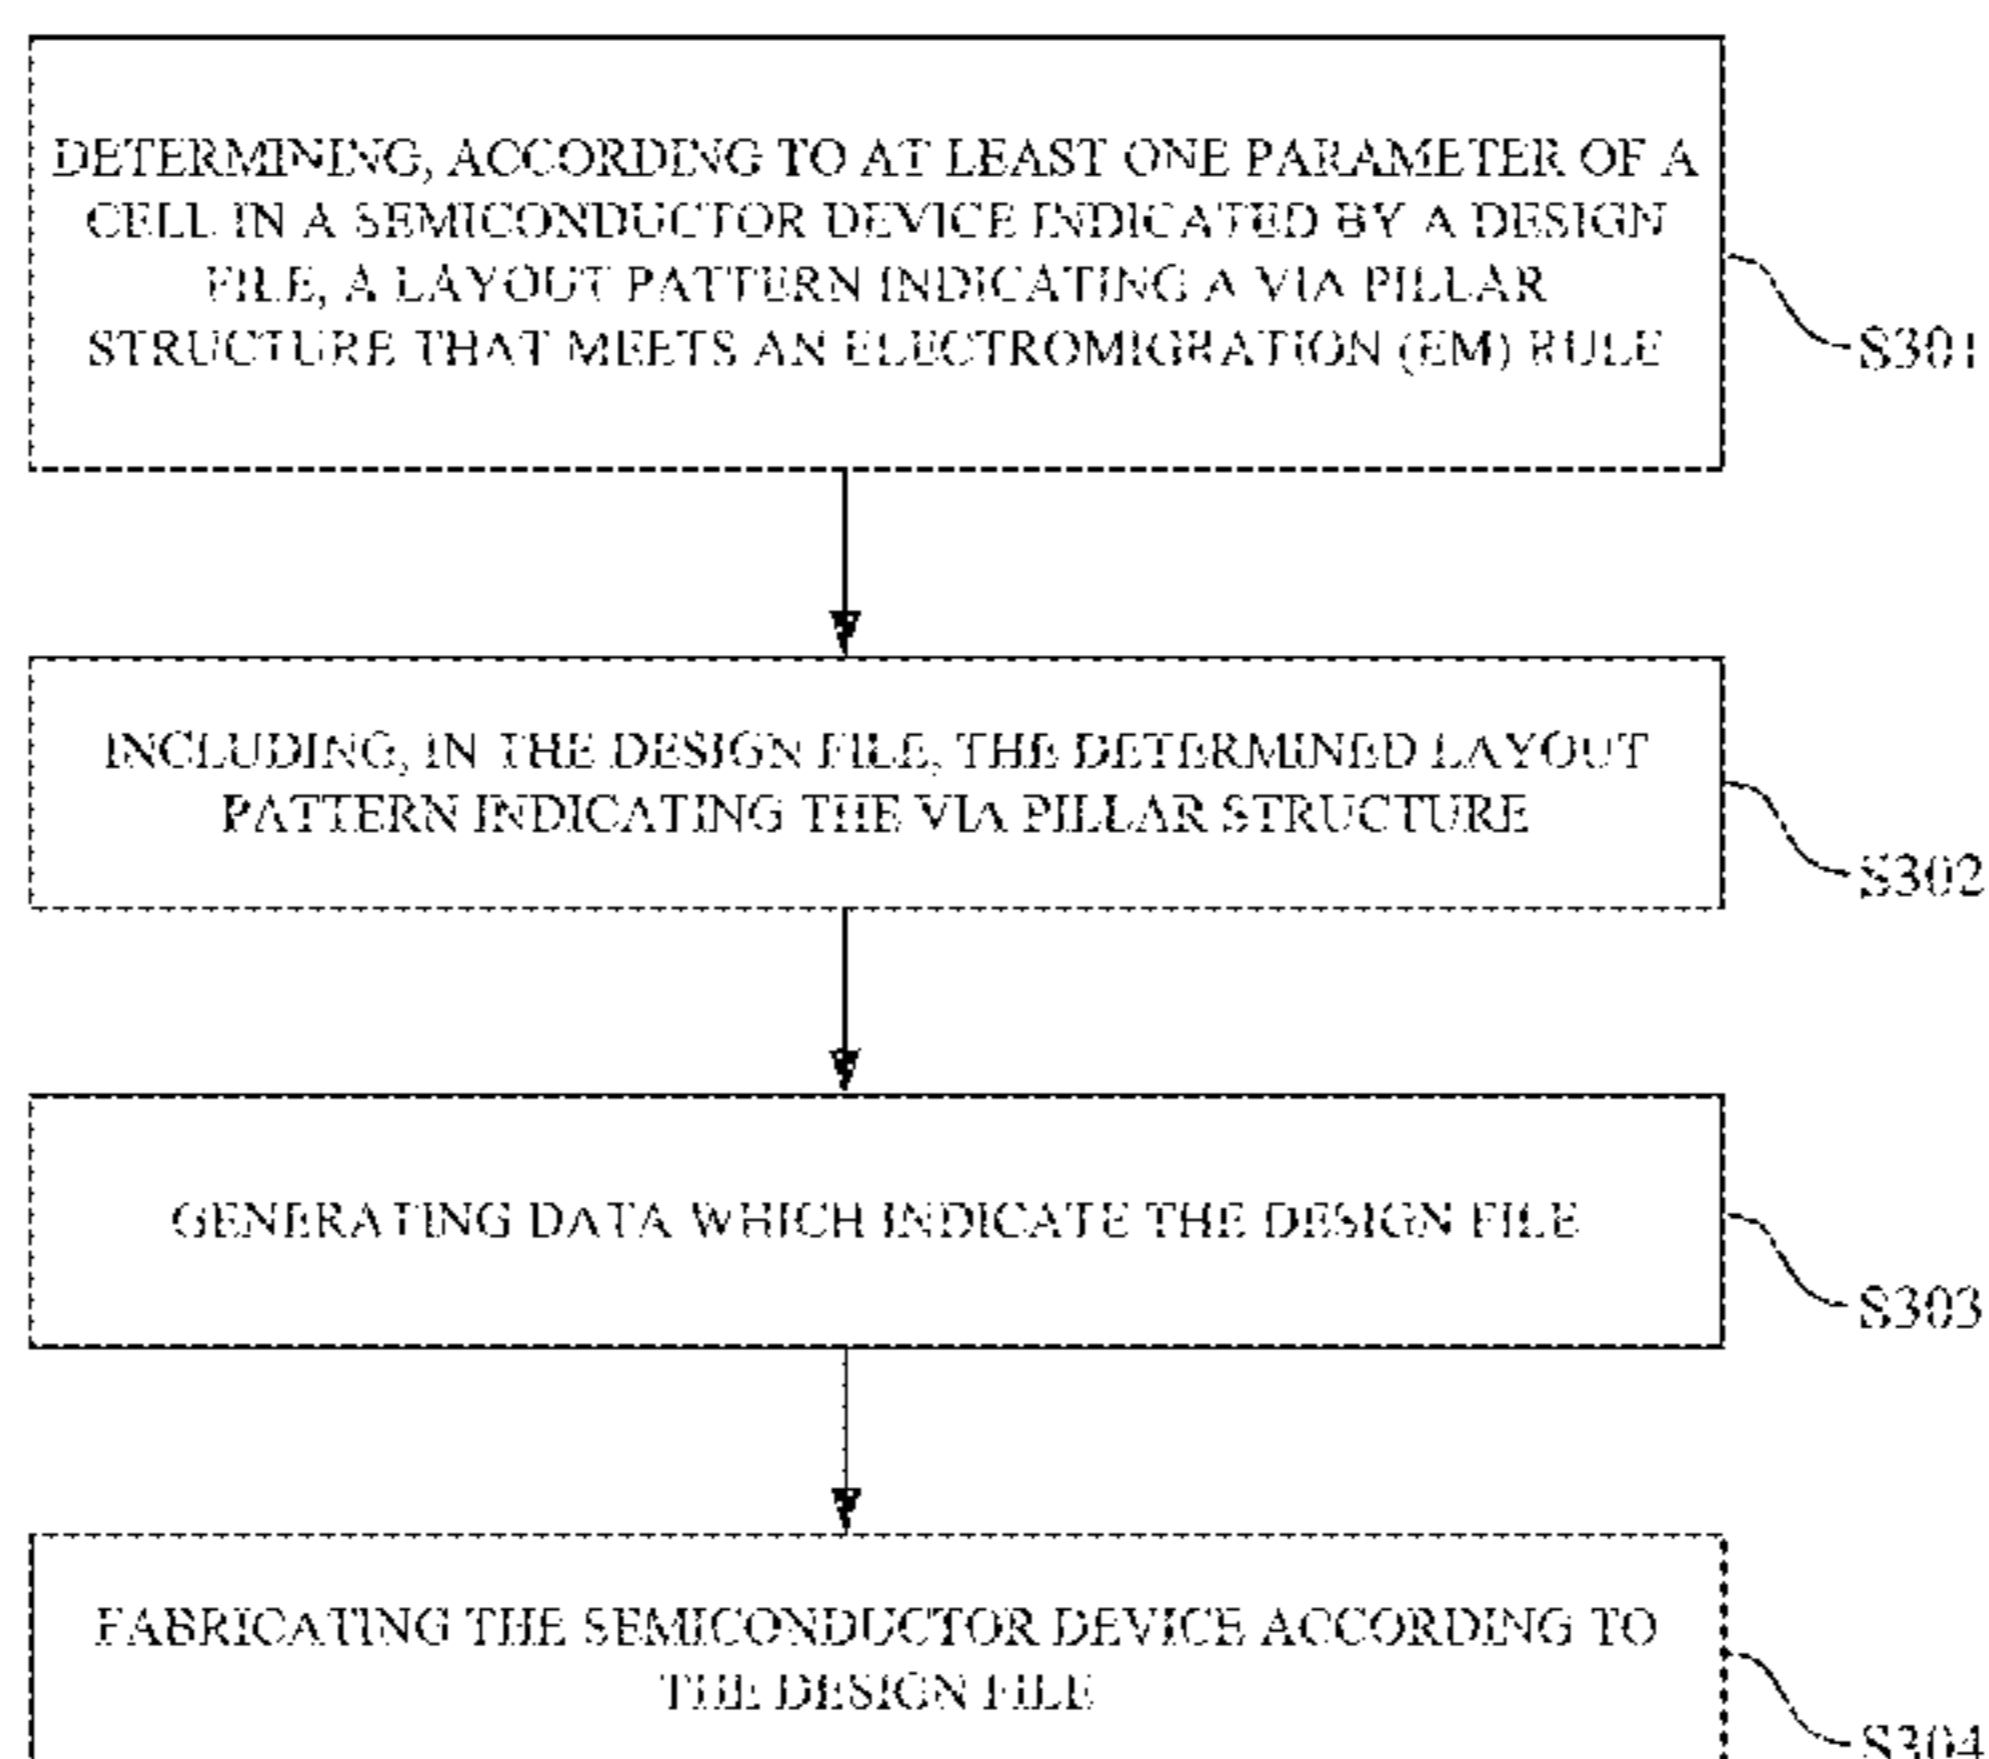 DETERMINING, ACCORDING TO AT LEAST ONE PARAMETER OF A
CELL IN A SEMICONDUCTOR DEVICE INDICATED BY A DESIGN
FILE, A LAYOUT PATTERN INDICATING A VIA PILLAR
STRUCTURE THAT MEETS AN ELECTROMIGRATION (EM) RULE
S301
INCLUDING, IN THE DESIGN FILE, THE DETERMINED LAYOUT
PATTERN INDICATING THE VIA PILLAR STRUCTURE
S302
GENERATING DATA WHICH INDICATE THE DESIGN FILE
S303
FABRICATING THE SEMICONDUCTOR DEVICE ACCORDING TO
THE DESIGN FILE
S304